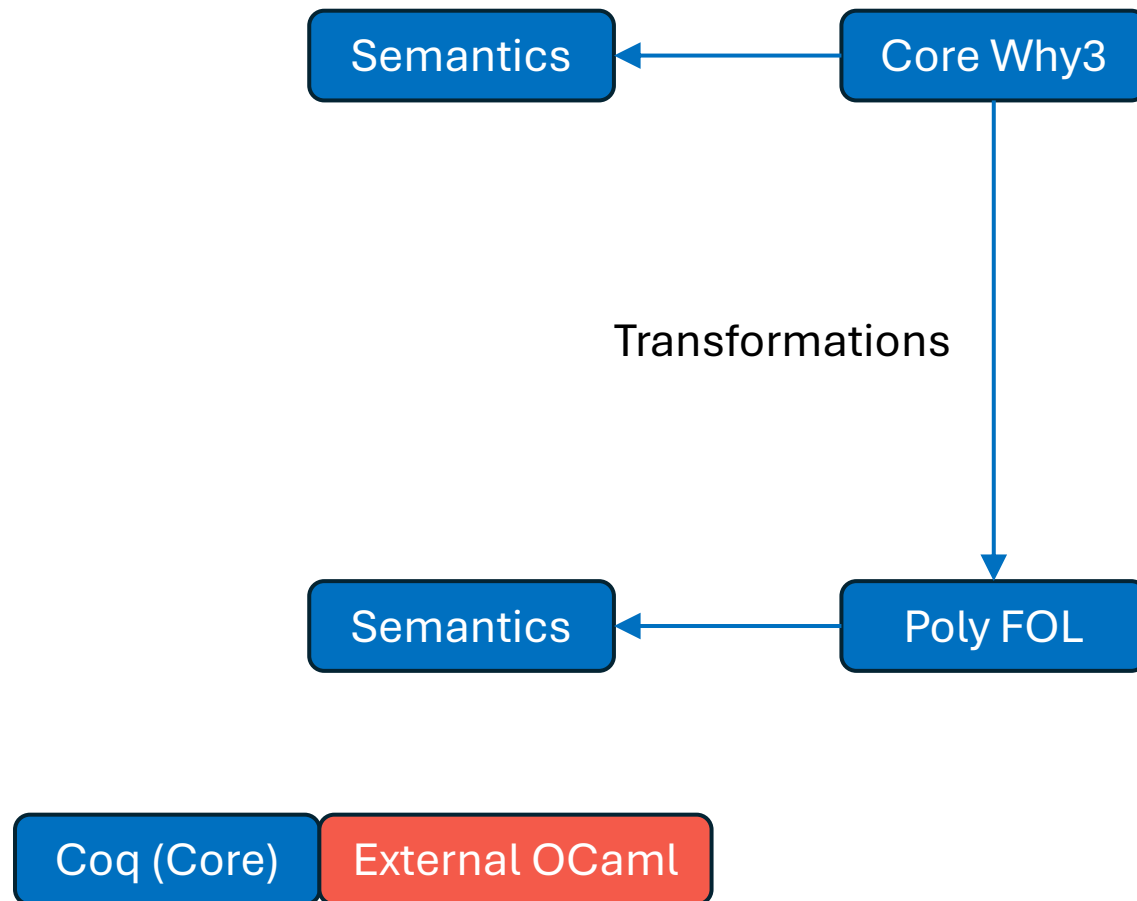 Semantics
Core Why3
Transformations
Semantics
Poly FOL
Coq (Core)
External OCaml